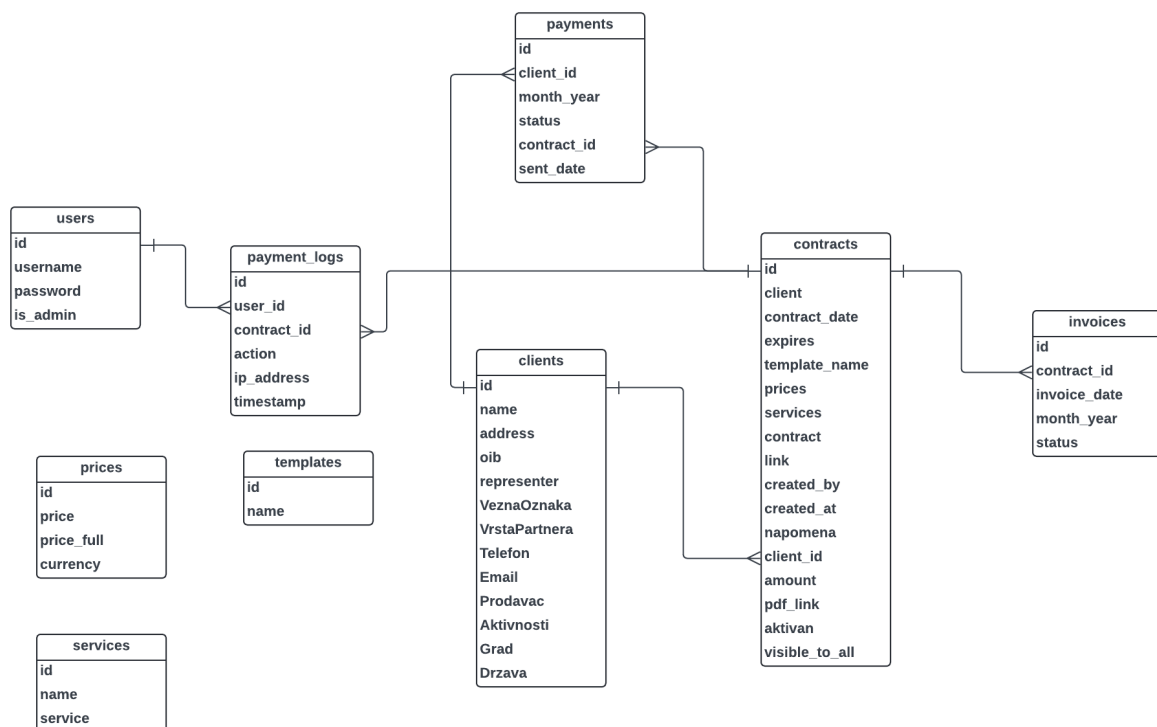 payments
id
client_id
month_year
status
contract_id
sent_date
users
id
username
password
is_admin
payment_logs
id
user_id
contract_id
action
ip_address
timestamp
contracts
id
client
contract_date
expires
template_name
prices
services
contract
link
created_by
created_at
napomena
client_id
amount
pdf_link
aktivan
visible_to_all
invoices
id
contract_id
invoice_date
month_year
status
clients
id
name
address
oib
representer
VeznaOznaka
VrstaPartnera
Telefon
Email
Prodavac
Aktivnosti
Grad
Drzava
prices
id
price
price_full
currency
templates
id
name
services
id
name
service